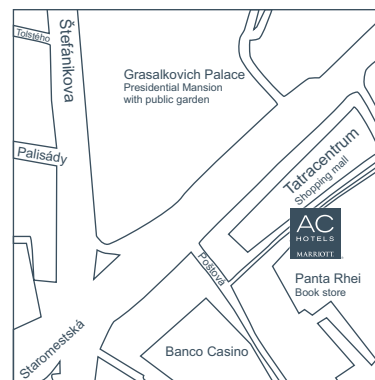 Tolstého
Štefánikova
Grasalkovich Palace
Presidential Mansion
with public garden
Palisády
Tatracentrum
Shopping mall
AC
HOTELS
MARRIOTT
Poštová
Panta Rhei
Book store
Staromestská
Banco Casino